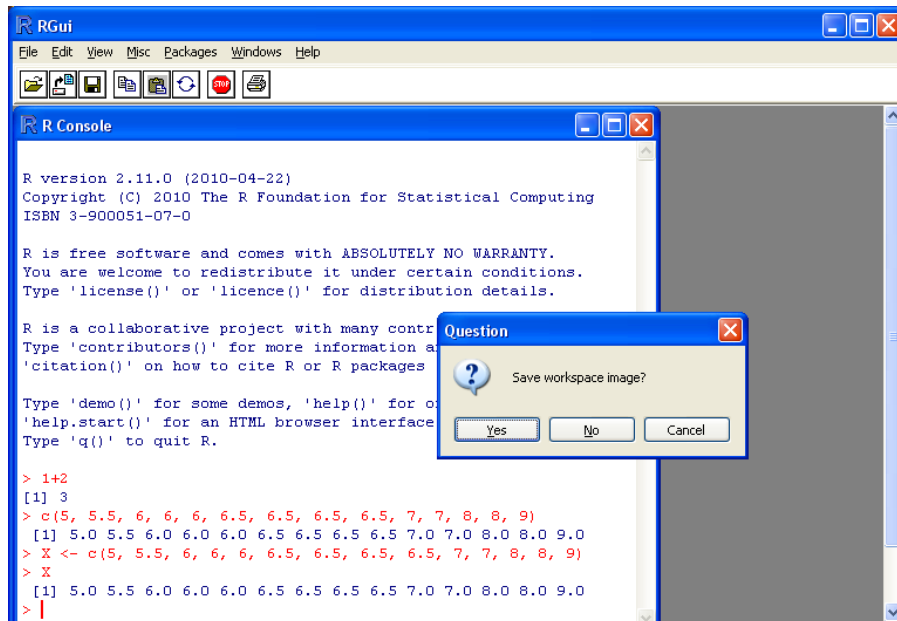 RGui
File Edit View Misc Packages Windows Help
STOP
R Console
R version 2.11.0 (2010-04-22)
Copyright (C) 2010 The R Foundation for Statistical Computing
ISBN 3-900051-07-0
R is free software and comes with ABSOLUTELY NO WARRANTY.
You are welcome to redistribute it under certain conditions.
Type 'license()' or 'licence()' for distribution details.
R is a collaborative project with many contr
Type 'contributors()' for more information a
'citation()' on how to cite R or R packages
Type 'demo()' for some demos, 'help()' for o
'help.start()' for an HTML browser interface
Type 'q()' to quit R.
> 1+2
[1] 3
> c(5, 5.5, 6, 6, 6, 6.5, 6.5, 6.5, 6.5, 7, 7, 8, 8, 9)
[1] 5.0 5.5 6.0 6.0 6.0 6.5 6.5 6.5 6.5 7.0 7.0 8.0 8.0 9.0
> X <- c(5, 5.5, 6, 6, 6, 6.5, 6.5, 6.5, 6.5, 7, 7, 8, 8, 9)
> X
[1] 5.0 5.5 6.0 6.0 6.0 6.5 6.5 6.5 6.5 7.0 7.0 8.0 8.0 9.0
>
Question
Save workspace image?
Yes No Cancel